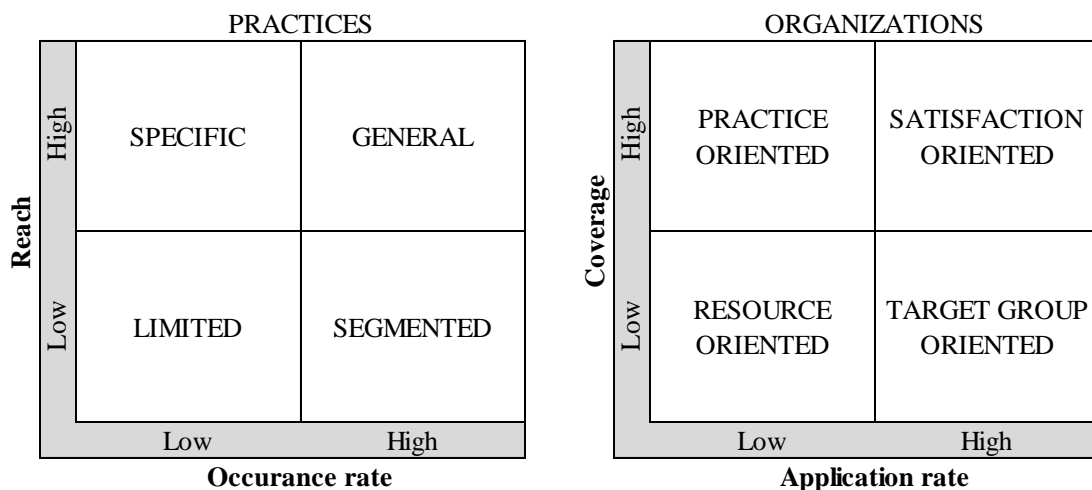 PRACTICES
Reach
High
SPECIFIC
GENERAL
Low
LIMITED
SEGMENTED
Low
High
Occurance rate
ORGANIZATIONS
Coverage
High
PRACTICE
ORIENTED
SATISFACTION
ORIENTED
Low
RESOURCE
ORIENTED
TARGET GROUP
ORIENTED
Low
High
Application rate